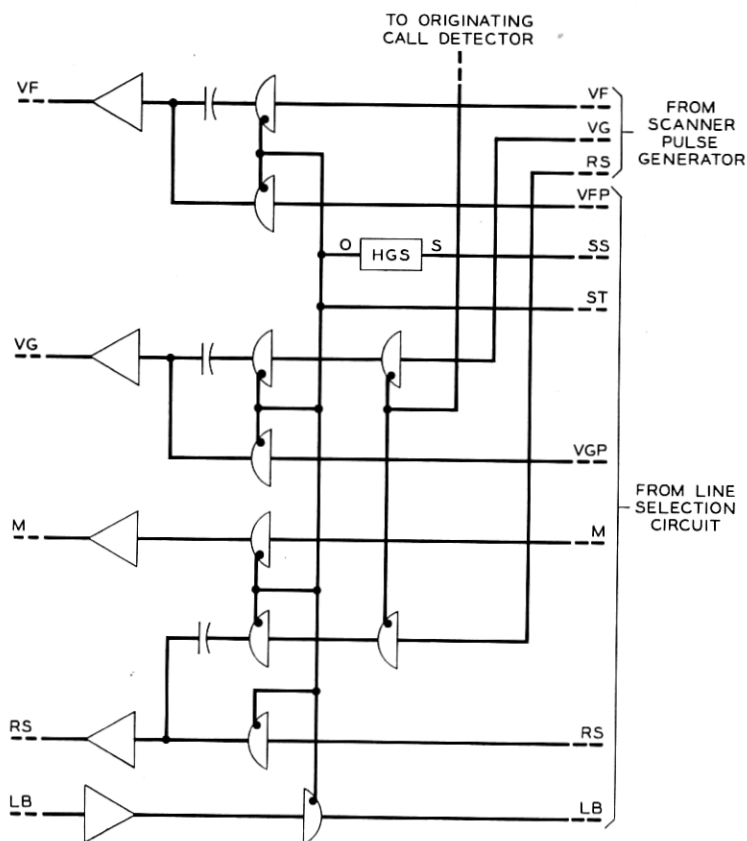 TO ORIGINATING
CALL DETECTOR
VF
VF
FROM
SCANNER
PULSE
GENERATOR
VG
RS
VFP
O
HGS
S
SS
ST
VG
VGP
FROM LINE
SELECTION
CIRCUIT
M
M
RS
RS
LB
LB